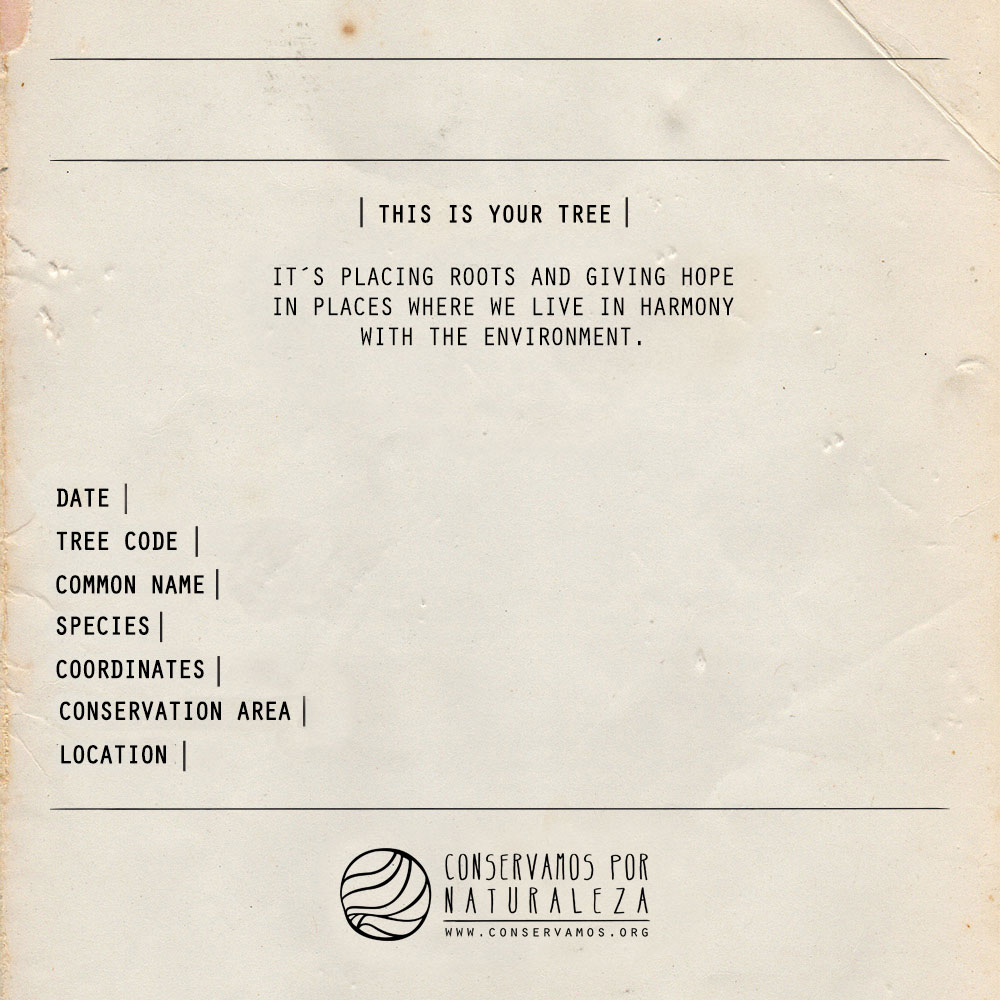 | THIS IS YOUR TREE |
IT´S PLACING ROOTS AND GIVING HOPE
IN PLACES WHERE WE LIVE IN HARMONY
WITH THE ENVIRONMENT.
DATE |
TREE CODE |
COMMON NAME |
SPECIES |
COORDINATES |
CONSERVATION AREA |
LOCATION |
CONSERVAMOS POR
NATURALEZA
WWW.CONSERVAMOS.ORG